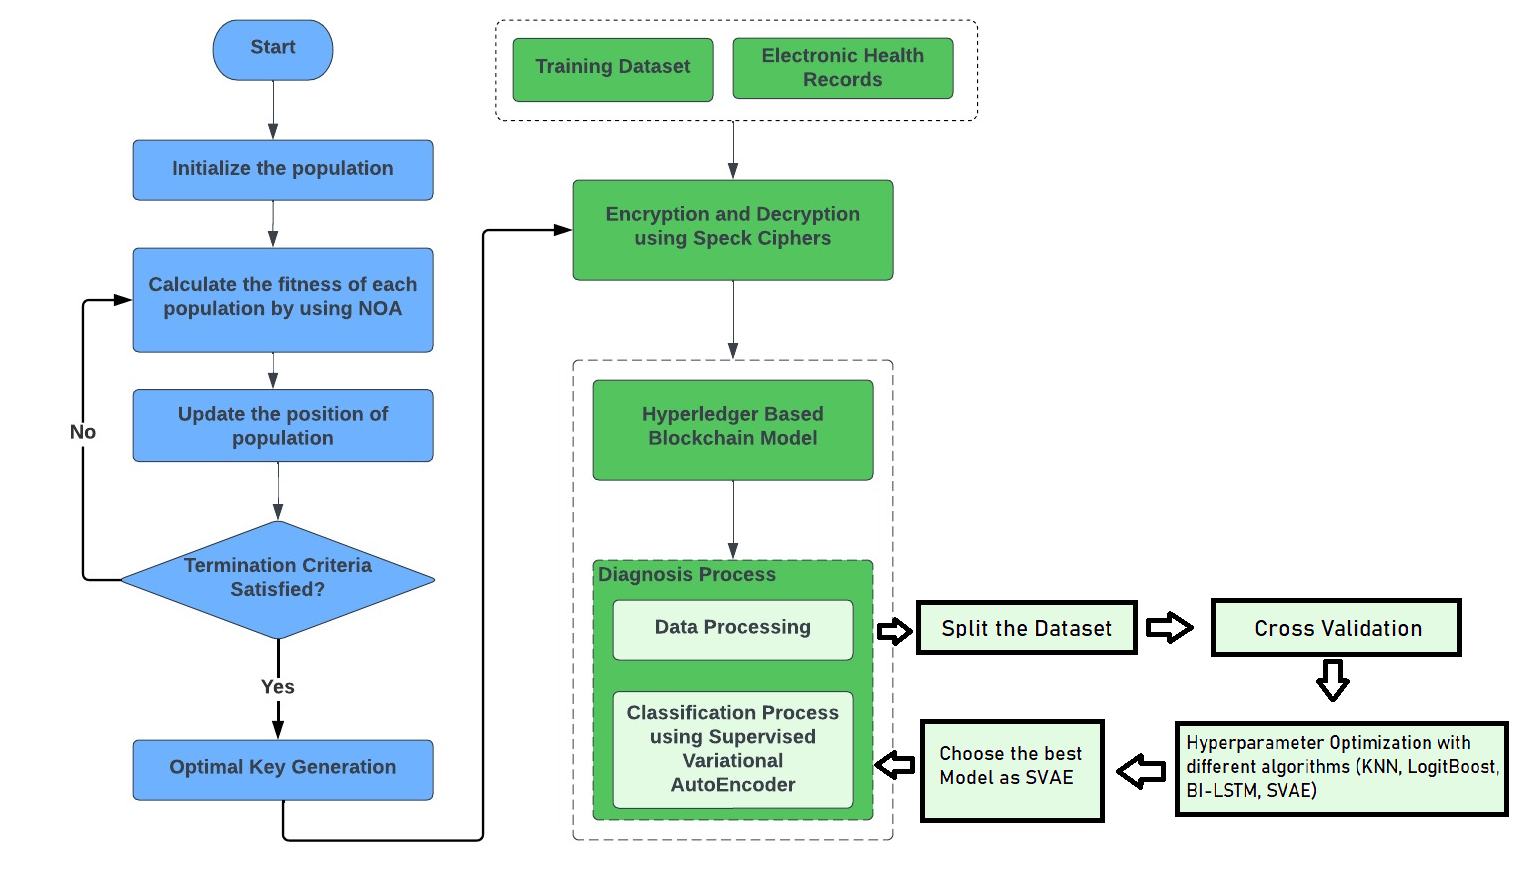 Start
Initialize the population
Calculate the fitness of each
population by using NOA
Update the position of
population
No
Termination Criteria
Satisfied?
Yes
Optimal Key Generation
Training Dataset
Electronic Health
Records
Encryption and Decryption
using Speck Ciphers
Hyperledger Based
Blockchain Model
Diagnosis Process
Data Processing
Split the Dataset
Cross Validation
Hyperparameter Optimization with
different algorithms (KNN, LogitBoost,
BI-LSTM, SVAE)
Choose the best
Model as SVAE
Classification Process
using Supervised
Variational
AutoEncoder